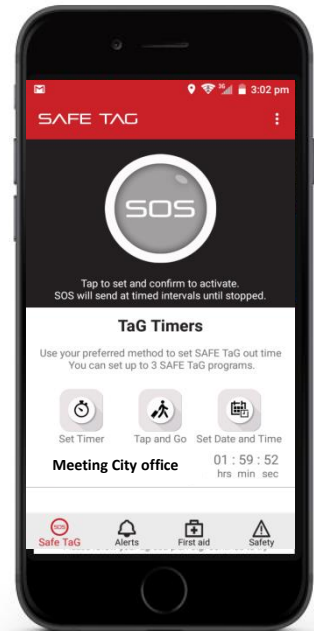 3G 3:02 pm
SAFE TAG
SOS
Tap to set and confirm to activate.
SOS will send at timed intervals until stopped.
TaG Timers
Use your preferred method to set SAFE TaG out time
You can set up to 3 SAFE TaG programs.
Set Timer Tap and Go Set Date and Time
Meeting City office 01 : 59 : 52
hrs min sec
SOS
Safe TaG Alerts First aid Safety